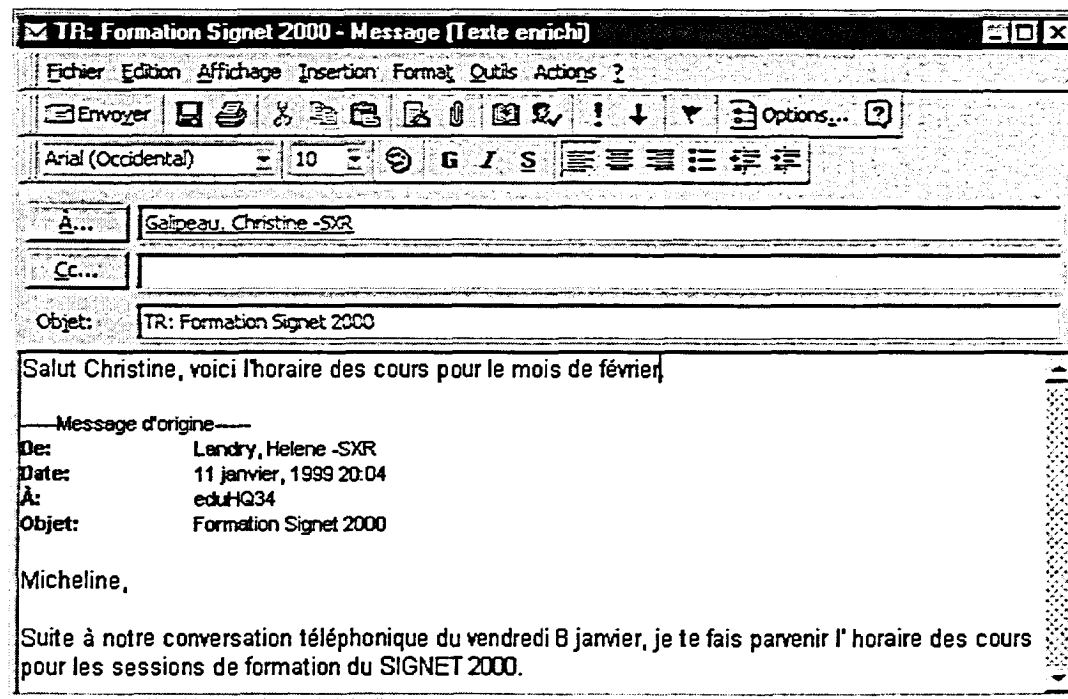 TR: Formation Signet 2000 - Message (Texte enrichi)
Fichier Edition Affichage Insertion Format Outils Actions ?
Envoyer Options... ?
Arial (Occidental) 10 G I S
À... Galipeau, Christine -SXR
Cc...
Objet: TR: Formation Signet 2000
Salut Christine, voici l'horaire des cours pour le mois de février
-----Message d'origine-----
De: Landry, Helene -SXR
Date: 11 janvier, 1999 20:04
À: eduHQ34
Objet: Formation Signet 2000
Micheline,
Suite à notre conversation téléphonique du vendredi 8 janvier, je te fais parvenir l' horaire des cours
pour les sessions de formation du SIGNET 2000.